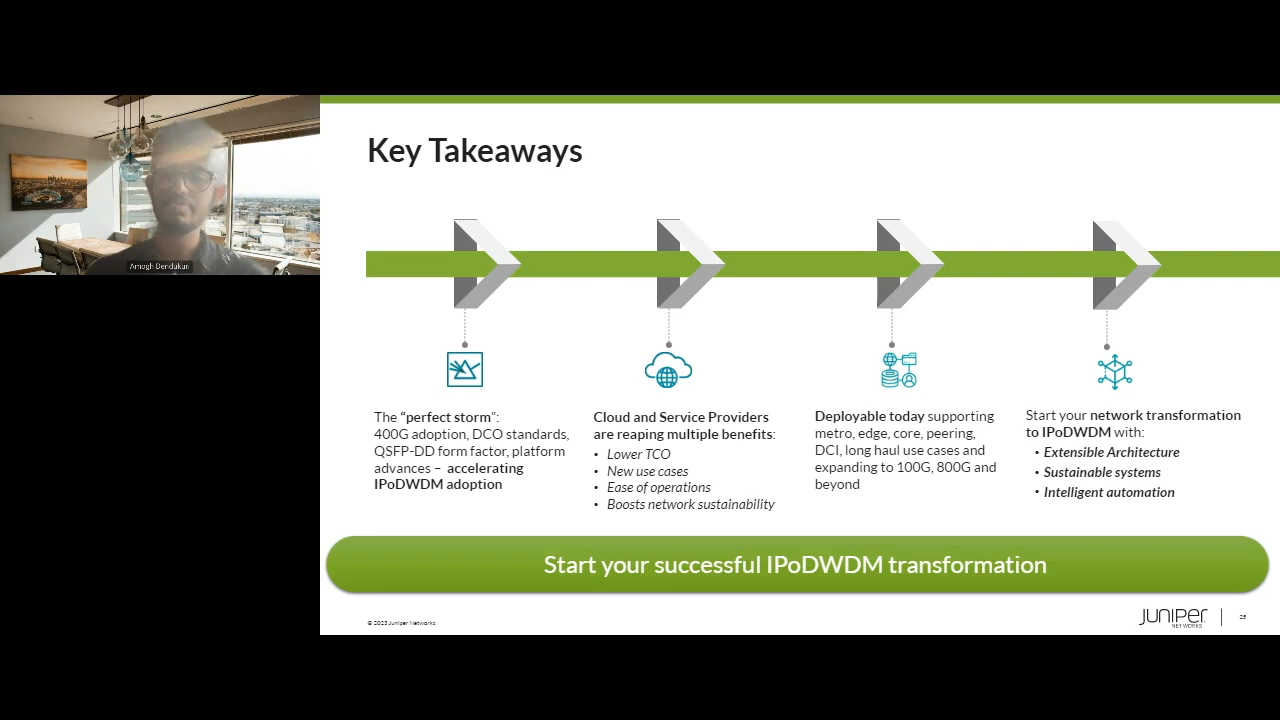 Amogh Dendukuri
Key Takeaways
The “perfect storm”:
400G adoption, DCO standards,
QSFP-DD form factor, platform
advances – accelerating
IPoDWDM adoption
Cloud and Service Providers
are reaping multiple benefits:
• Lower TCO
• New use cases
• Ease of operations
• Boosts network sustainability
Deployable today supporting
metro, edge, core, peering,
DCI, long haul use cases and
expanding to 100G, 800G and
beyond
Start your network transformation
to IPoDWDM with:
• Extensible Architecture
• Sustainable systems
• Intelligent automation
Start your successful IPoDWDM transformation
© 2023 Juniper Networks
JUNIPER
NETWORKS